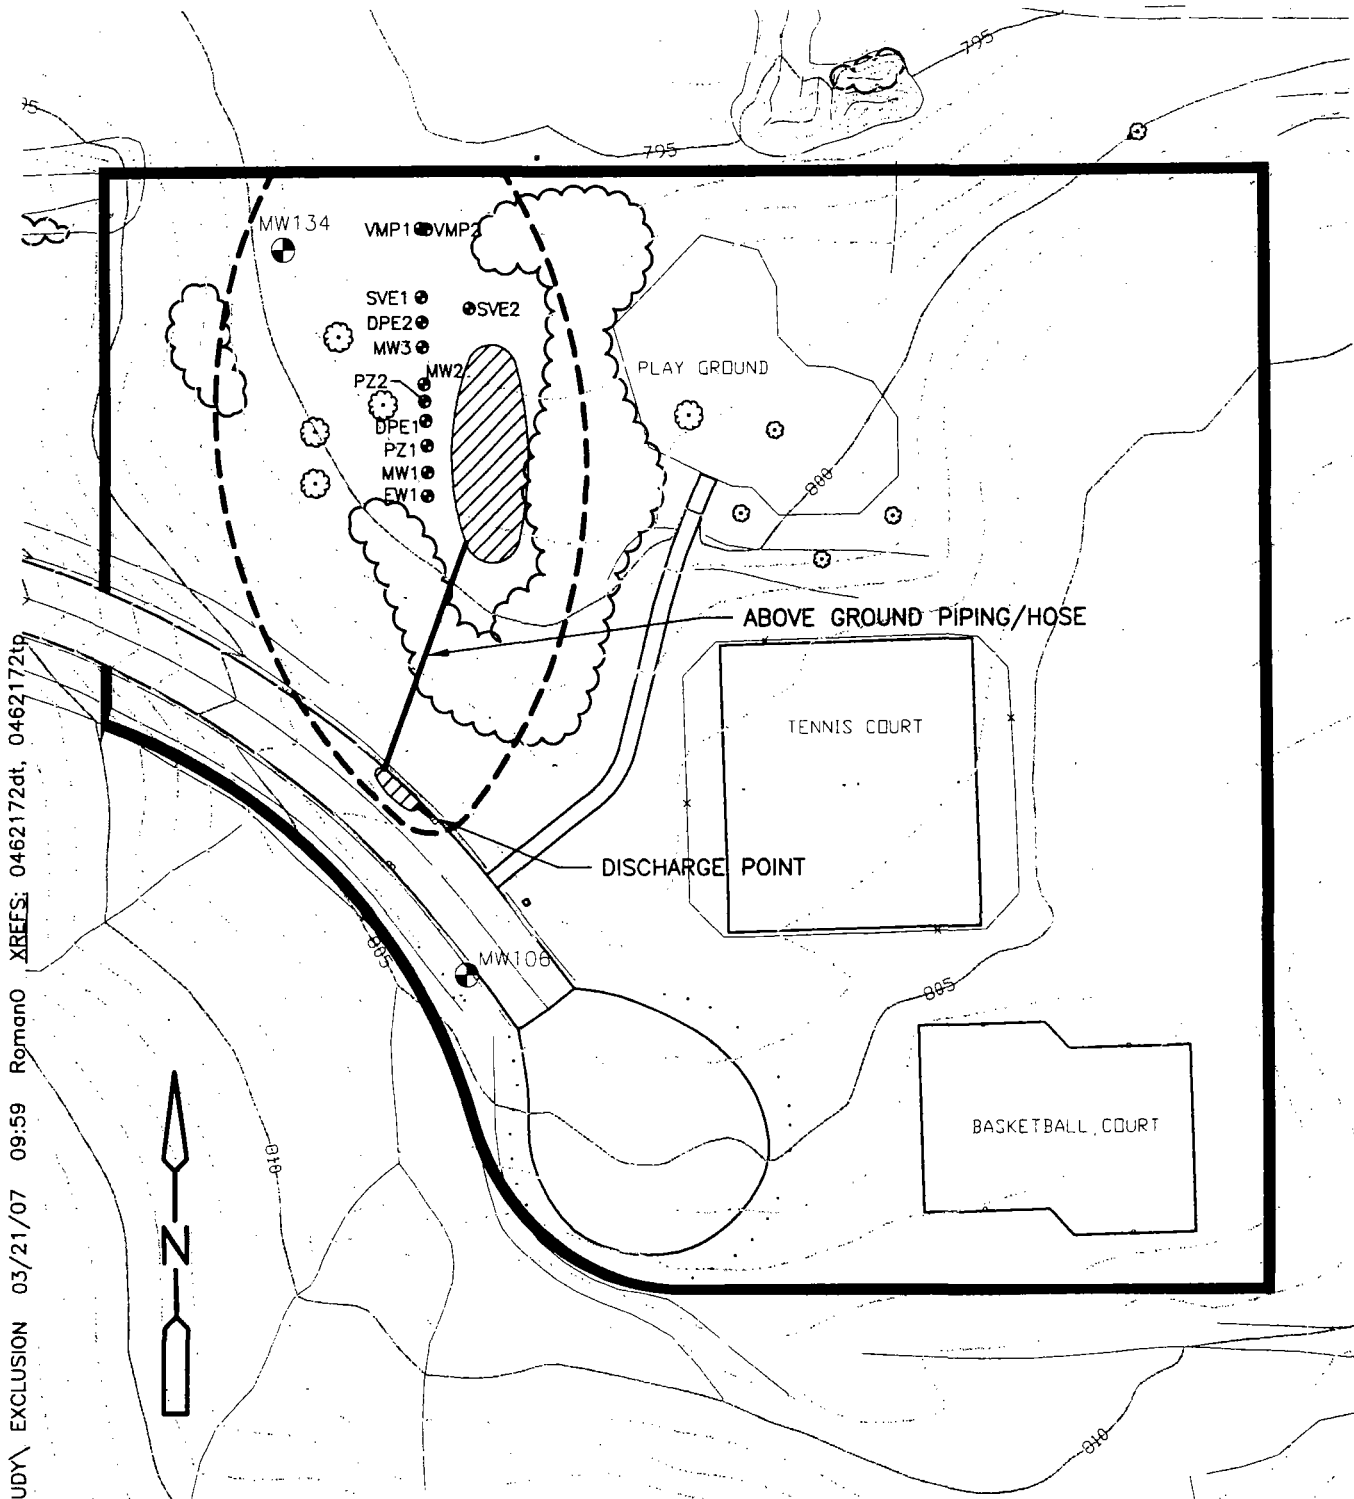 795
795
795
MW134
VMP1
VMP2
SVE1
SVE2
DPE2
MW3
MW2
PZ2
DPE1
PZ1
MW1
EW1
PLAY GROUND
800
ABOVE GROUND PIPING/HOSE
TENNIS COURT
DISCHARGE POINT
805
MW106
805
BASKETBALL COURT
810
N
810
UDY\ EXCLUSION 03/21/07 09:59 RomanO XREFS: 0462172dt, 0462172tp